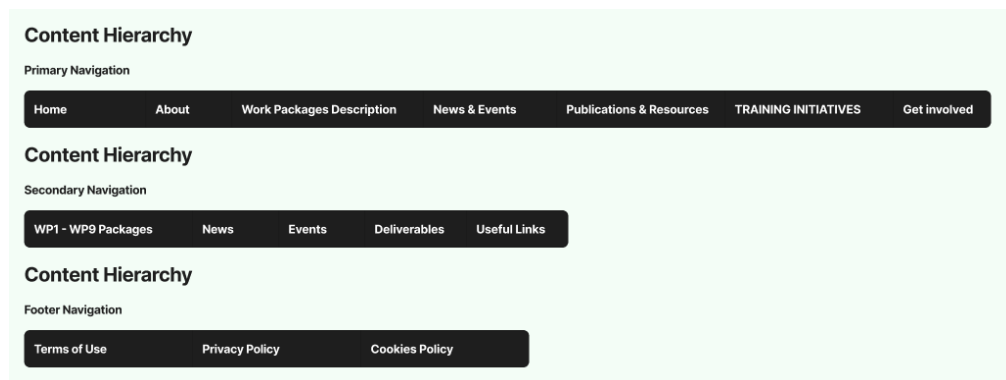 Content Hierarchy
Primary Navigation
Home About Work Packages Description News & Events Publications & Resources TRAINING INITIATIVES Get involved
Content Hierarchy
Secondary Navigation
WP1 - WP9 Packages News Events Deliverables Useful Links
Content Hierarchy
Footer Navigation
Terms of Use Privacy Policy Cookies Policy